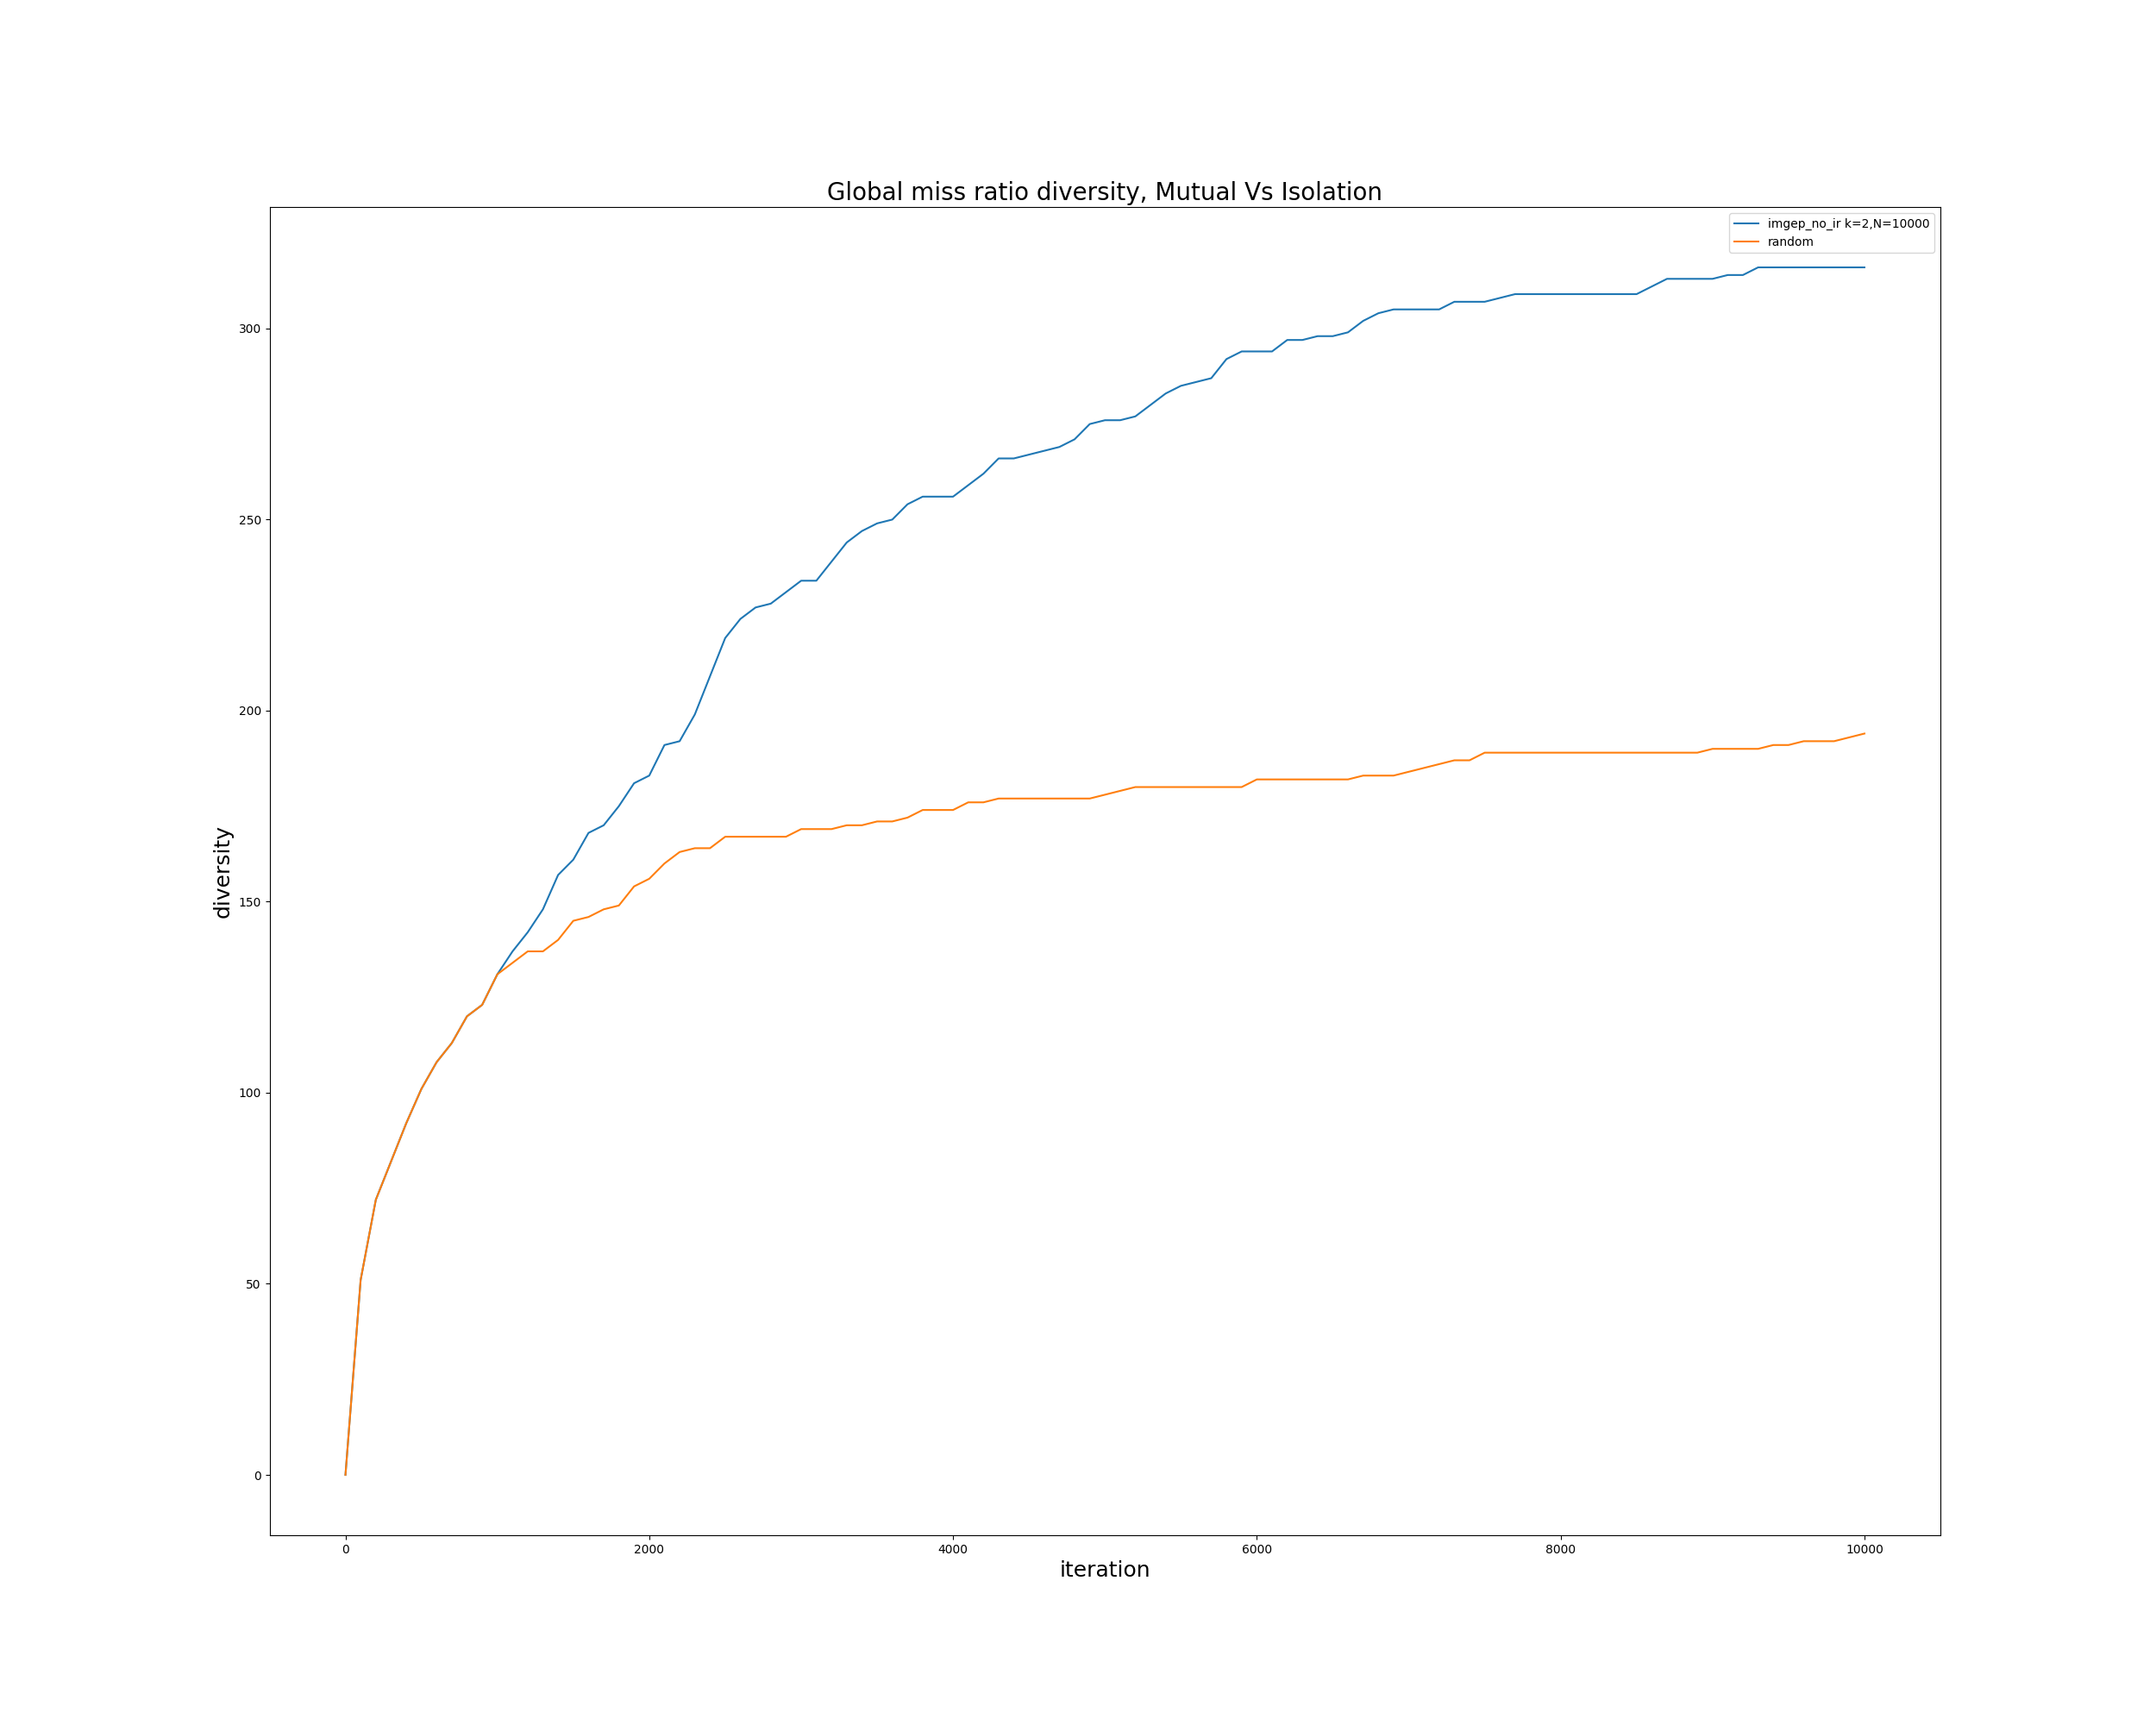 Global miss ratio diversity, Mutual Vs Isolation
imgep_no_ir k=2,N=10000
random
300
250
200
150
100
50
0
diversity
0 2000 4000 6000 8000 10000
iteration